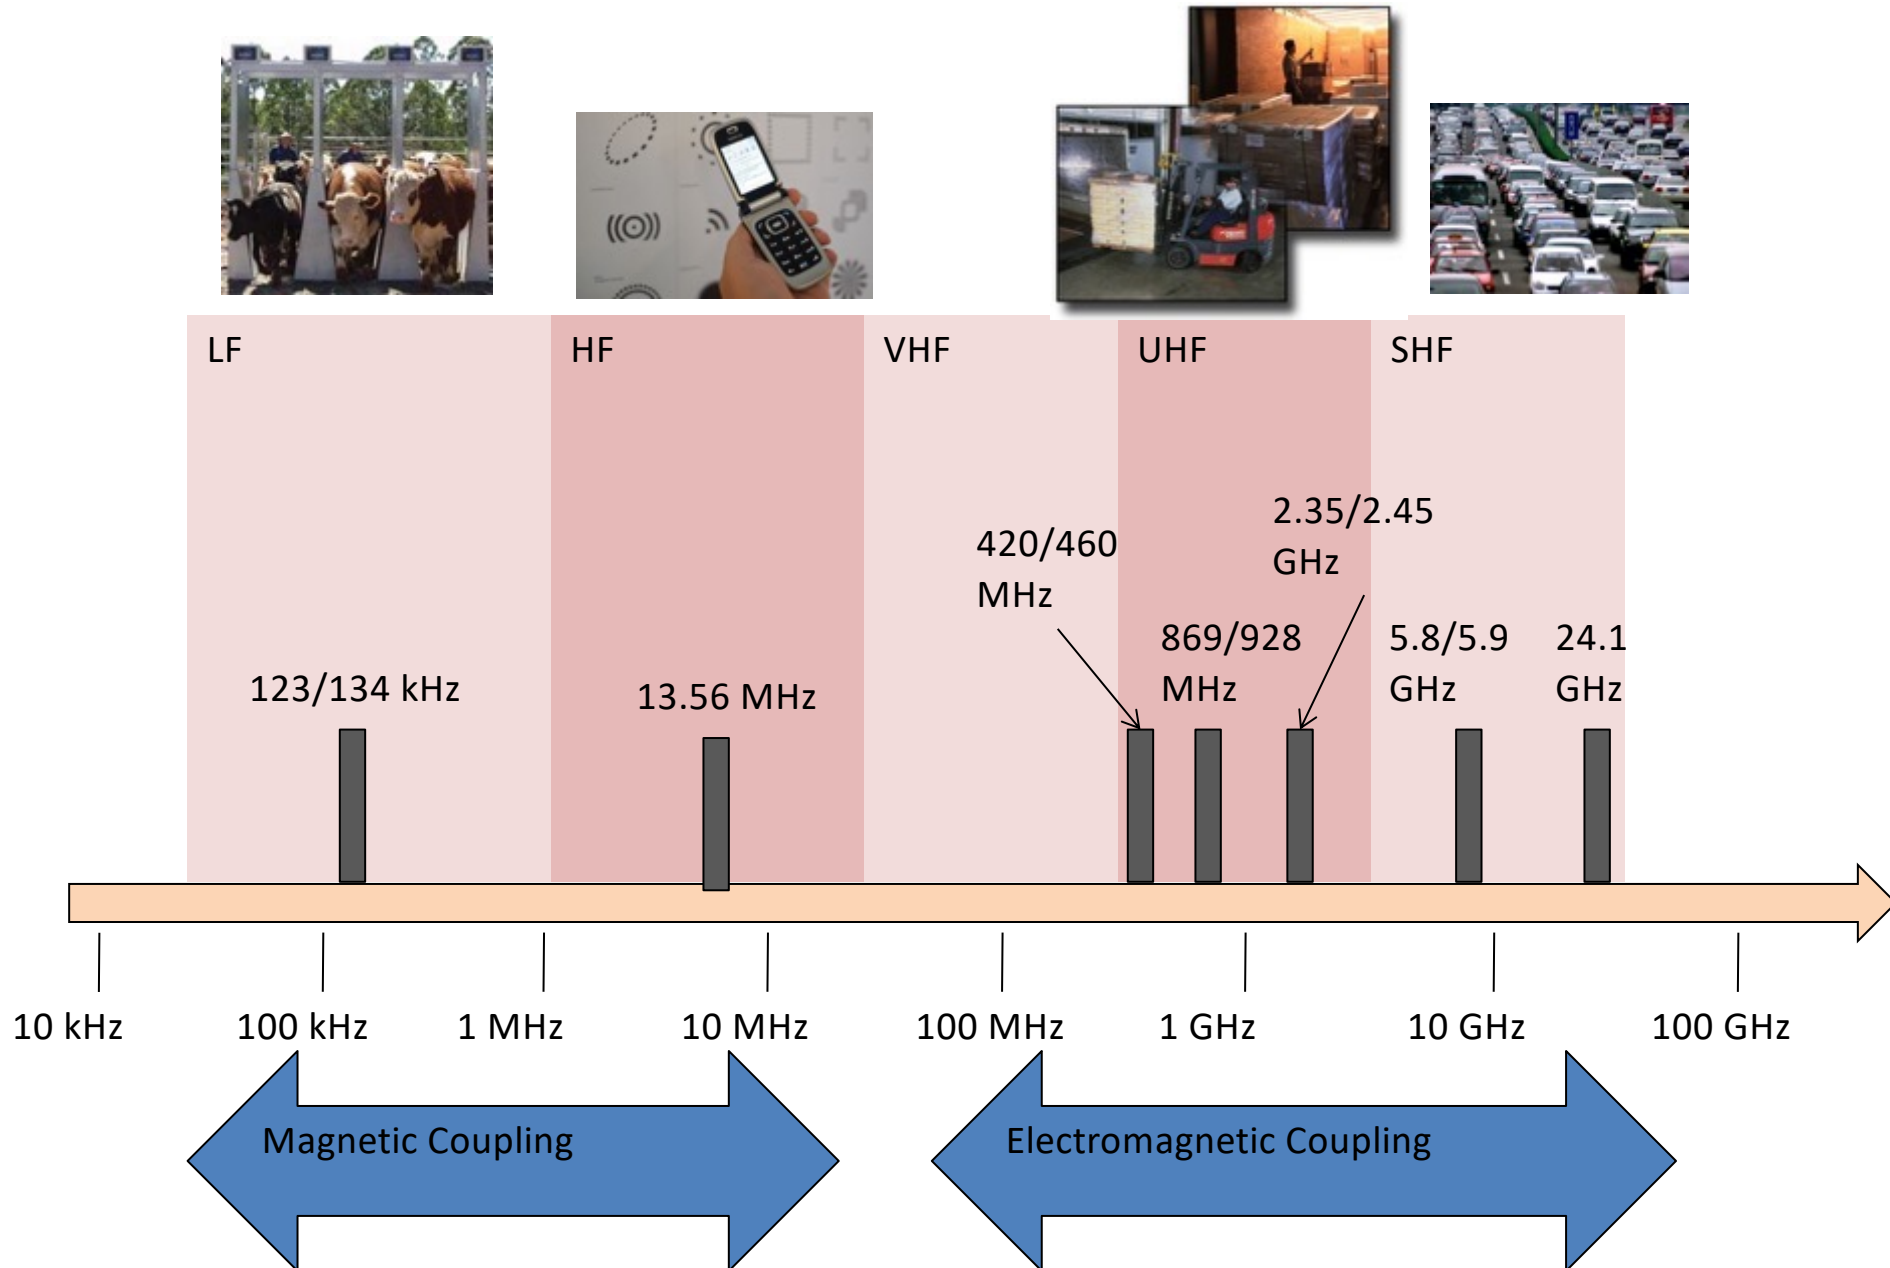 LF
HF
VHF
UHF
SHF
2.35/2.45
GHz
420/460
MHz
869/928
MHz
5.8/5.9
GHz
24.1
GHz
123/134 kHz
13.56 MHz
10 kHz
100 kHz
1 MHz
10 MHz
100 MHz
1 GHz
10 GHz
100 GHz
Magnetic Coupling
Electromagnetic Coupling